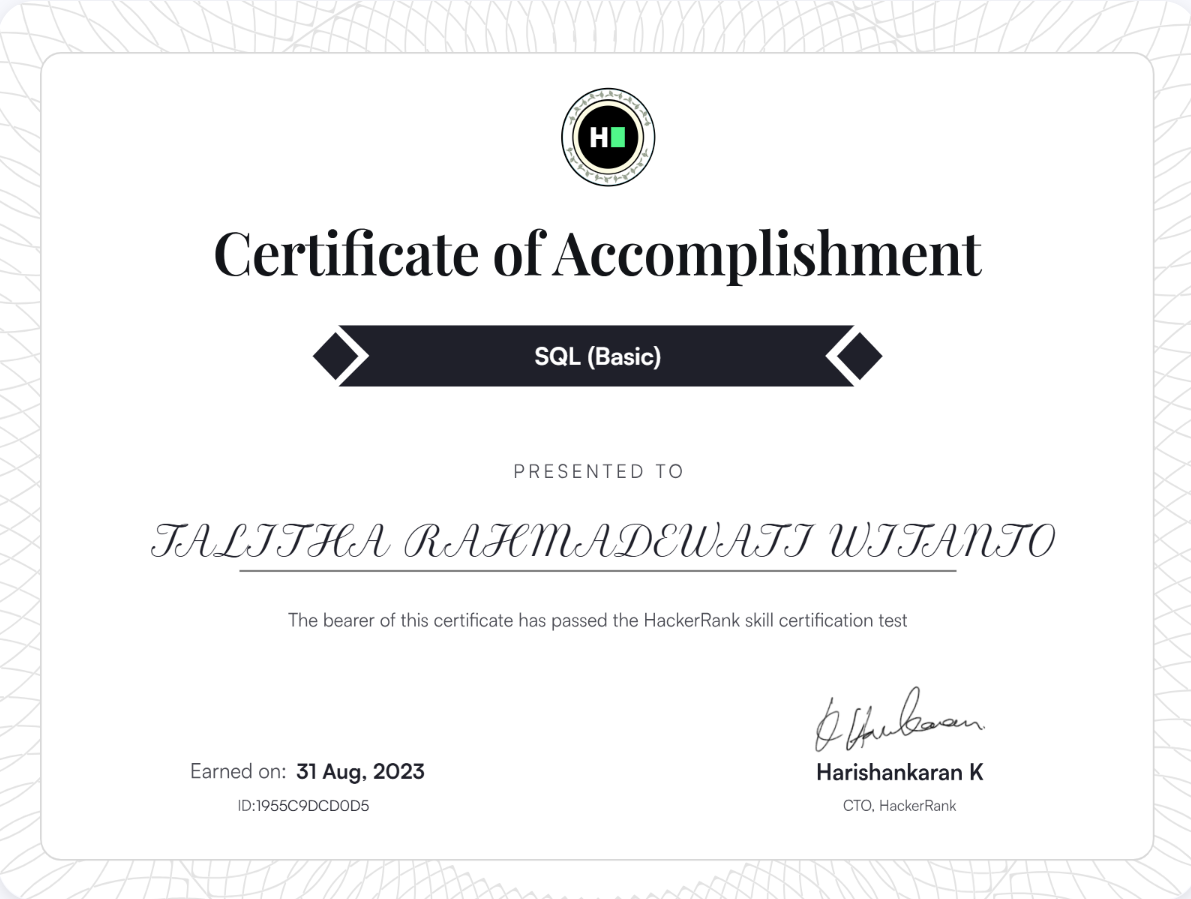 H
Certificate of Accomplishment
SQL (Basic)
PRESENTED TO
TALITHA RAHMADEWATI WITANTO
The bearer of this certificate has passed the HackerRank skill certification test
Earned on: 31 Aug, 2023
ID:1955C9DCD0D5
Harishankaran K
CTO, HackerRank